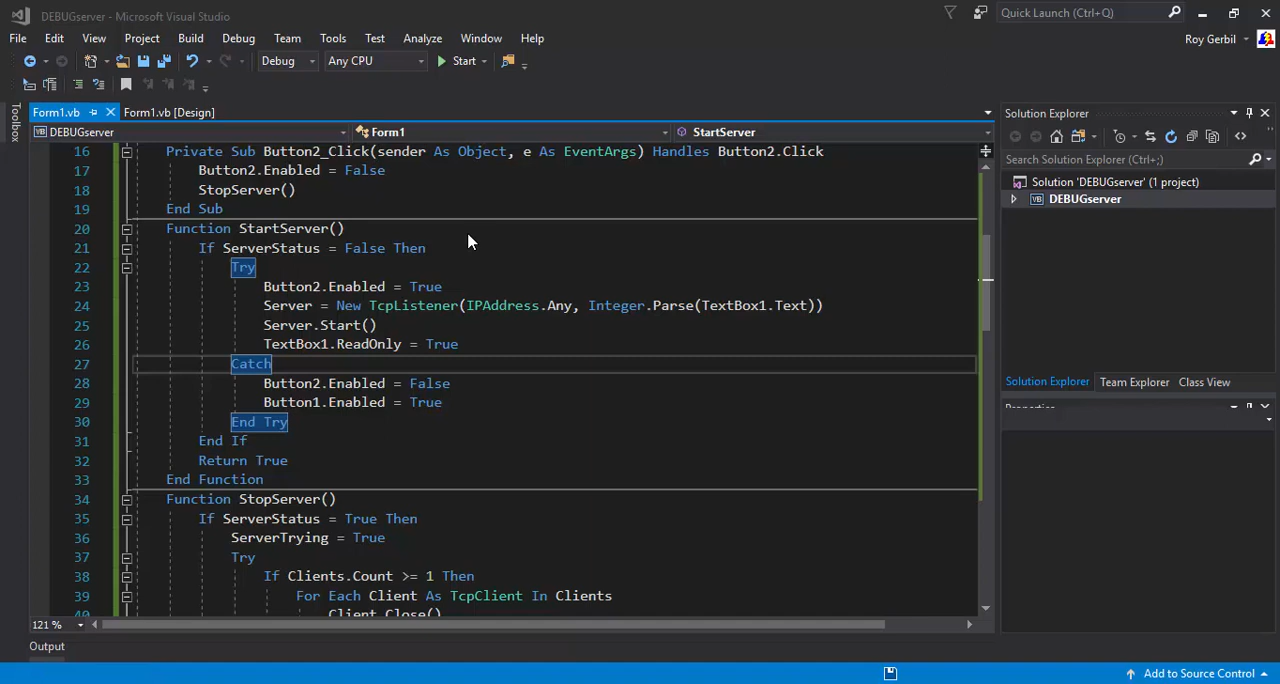 DEBUGserver - Microsoft Visual Studio
Quick Launch (Ctrl+Q)
File Edit View Project Build Debug Team Tools Test Analyze Window Help
Roy Gerbil
Debug Any CPU Start
Toolbox
Form1.vb Form1.vb [Design]
DEBUGserver Form1 StartServer
16 Private Sub Button2_Click(sender As Object, e As EventArgs) Handles Button2.Click
17 Button2.Enabled = False
18 StopServer()
19 End Sub
20 Function StartServer()
21 If ServerStatus = False Then
22 Try
23 Button2.Enabled = True
24 Server = New TcpListener(IPAddress.Any, Integer.Parse(TextBox1.Text))
25 Server.Start()
26 TextBox1.ReadOnly = True
27 Catch
28 Button2.Enabled = False
29 Button1.Enabled = True
30 End Try
31 End If
32 Return True
33 End Function
34 Function StopServer()
35 If ServerStatus = True Then
36 ServerTrying = True
37 Try
38 If Clients.Count >= 1 Then
39 For Each Client As TcpClient In Clients
40 Client.Close()
121 %
Output
Solution Explorer
Search Solution Explorer (Ctrl+;)
Solution 'DEBUGserver' (1 project)
DEBUGserver
Solution Explorer Team Explorer Class View
Properties
Add to Source Control